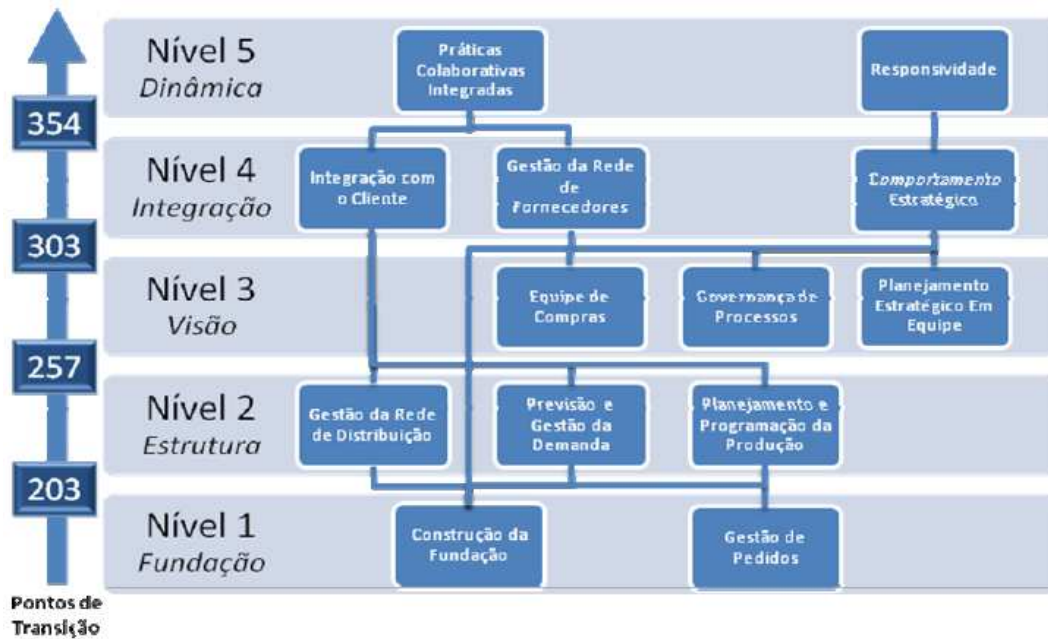 Nível 5
Dinâmica
Práticas
Colaborativas
Integradas
Responsividade
354
Nível 4
Integração
Integração com
o Cliente
Gestão da Rede
de
Fornecedores
Comportamento
Estratégico
303
Nível 3
Visão
Equipe de
Compras
Governança de
Processos
Planejamento
Estratégico Em
Equipe
257
Nível 2
Estrutura
Gestão da Rede
de Distribuição
Previsão e
Gestão da
Demanda
Planejamento e
Programação da
Produção
203
Nível 1
Fundação
Construção da
Fundação
Gestão de
Pedidos
Pontos de
Transição